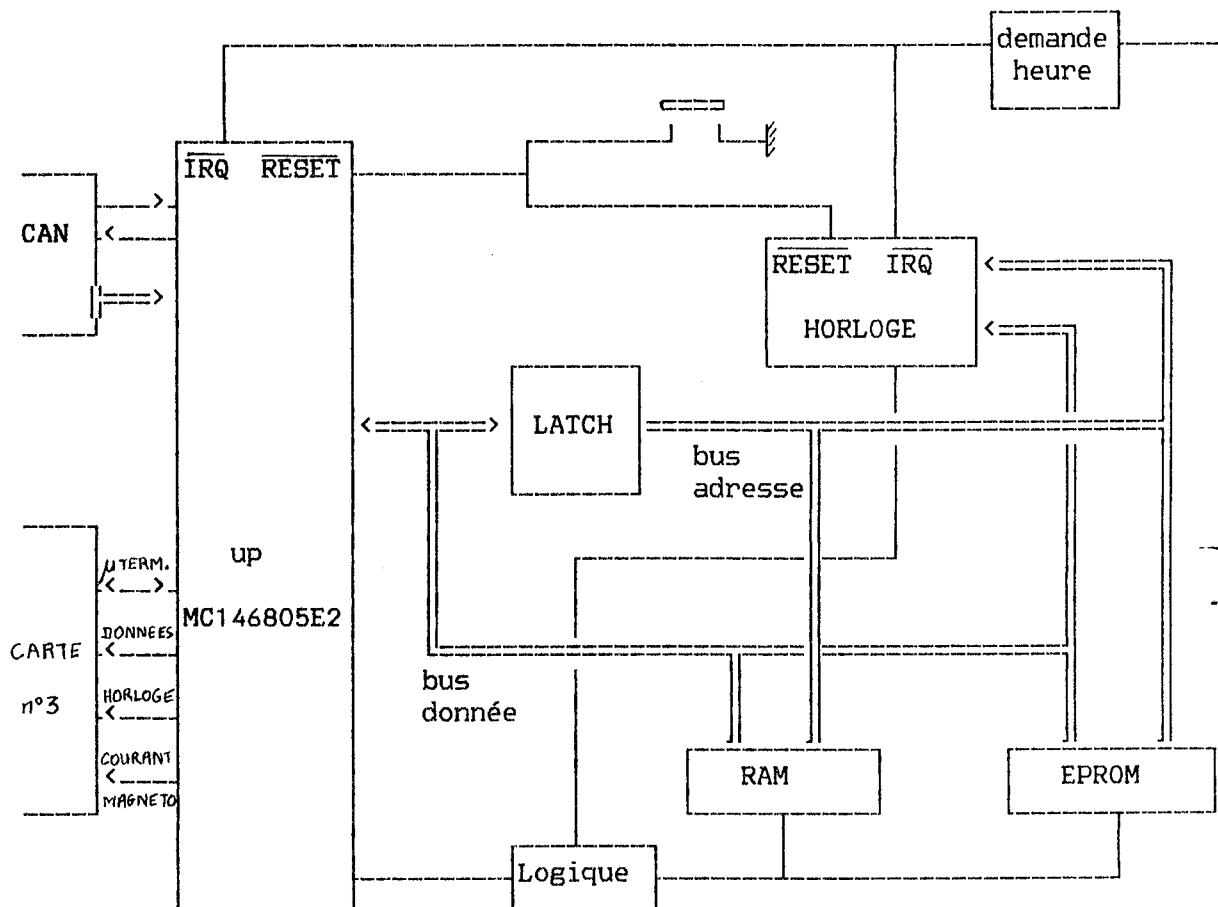 demande
heure
IRQ RESET
CAN
RESET IRQ
HORLOGE
LATCH
bus
adresse
up
MC146805E2
µTERM.
DONNEES
CARTE
n°3
HORLOGE
COURANT
MAGNETO
bus
donnée
RAM
EPROM
Logique